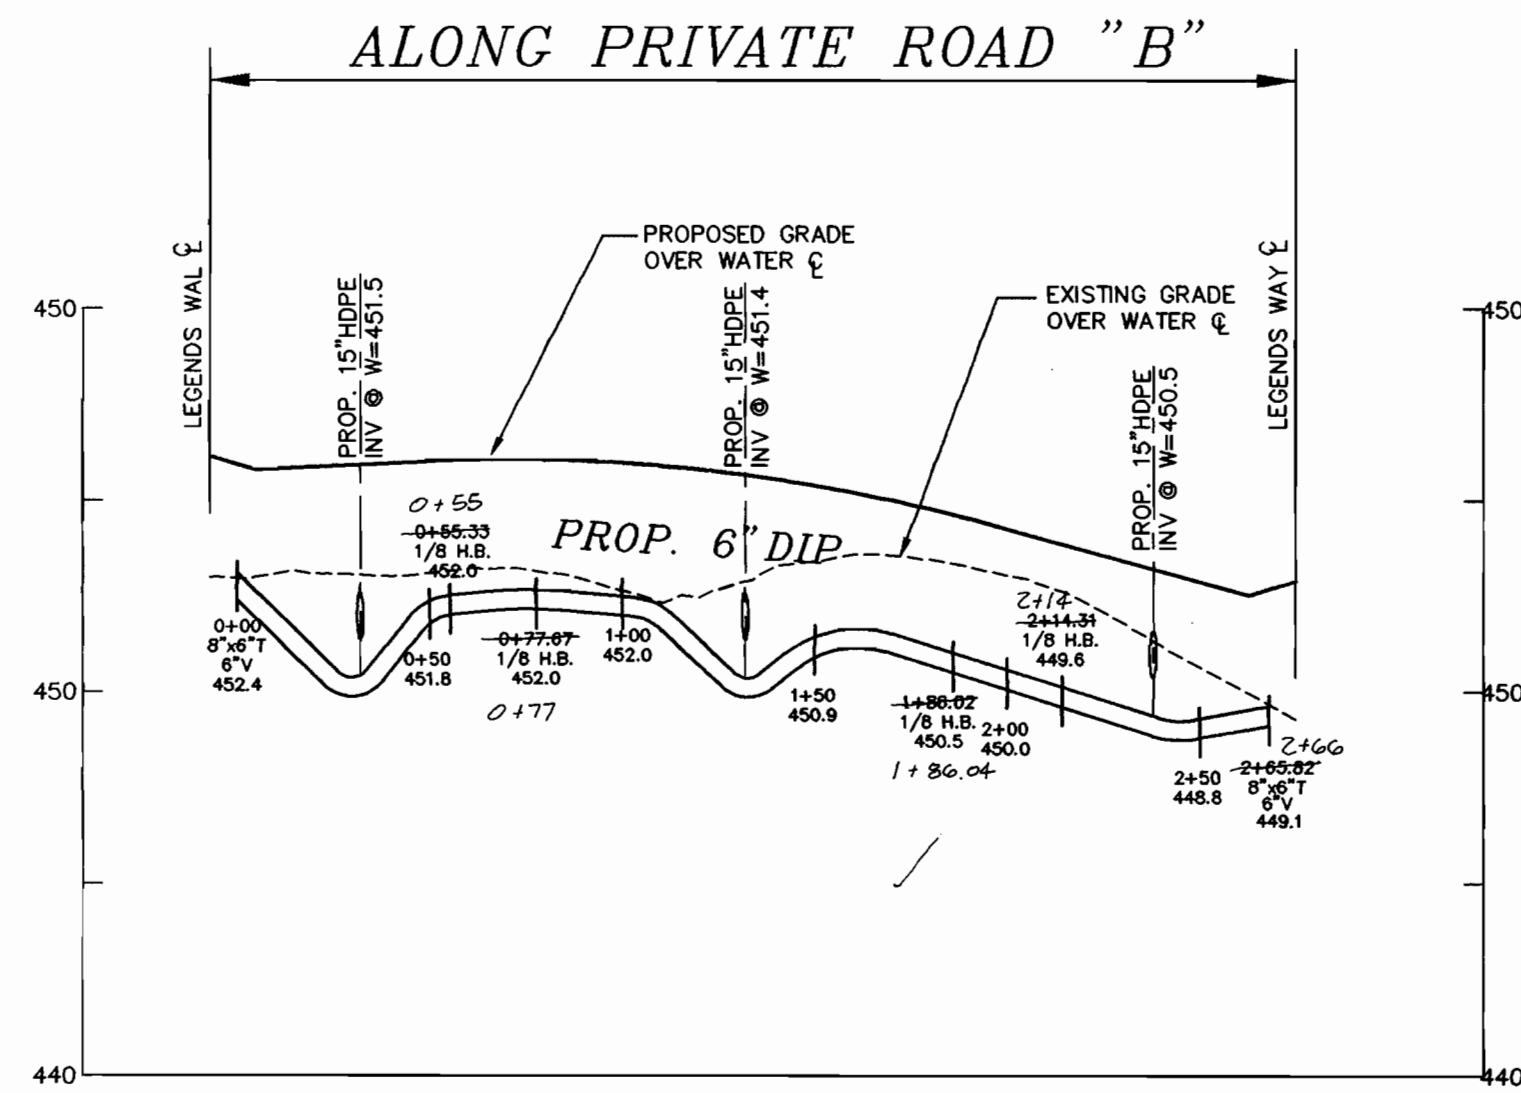 ALONG PRIVATE ROAD "B"
LEGENDS WAL ℄
PROP. 15"HDPE
INV @ W=451.5
PROPOSED GRADE
OVER WATER ℄
PROP. 15"HDPE
INV @ W=451.4
EXISTING GRADE
OVER WATER ℄
PROP. 15"HDPE
INV @ W=450.5
LEGENDS WAY ℄
450
450
0+55
0+55.33
1/8 H.B.
452.0
PROP. 6" DIP
2+14
2+14.31
1/8 H.B.
449.6
0+00
8"x6"T
6"V
452.4
0+50
451.8
0+77.67
1/8 H.B.
452.0
0+77
1+00
452.0
450
450
1+50
450.9
1+86.02
1/8 H.B.
450.5
1+86.04
2+00
450.0
2+50
448.8
2+66
2+65.82
8"x6"T
6"V
449.1
440
440